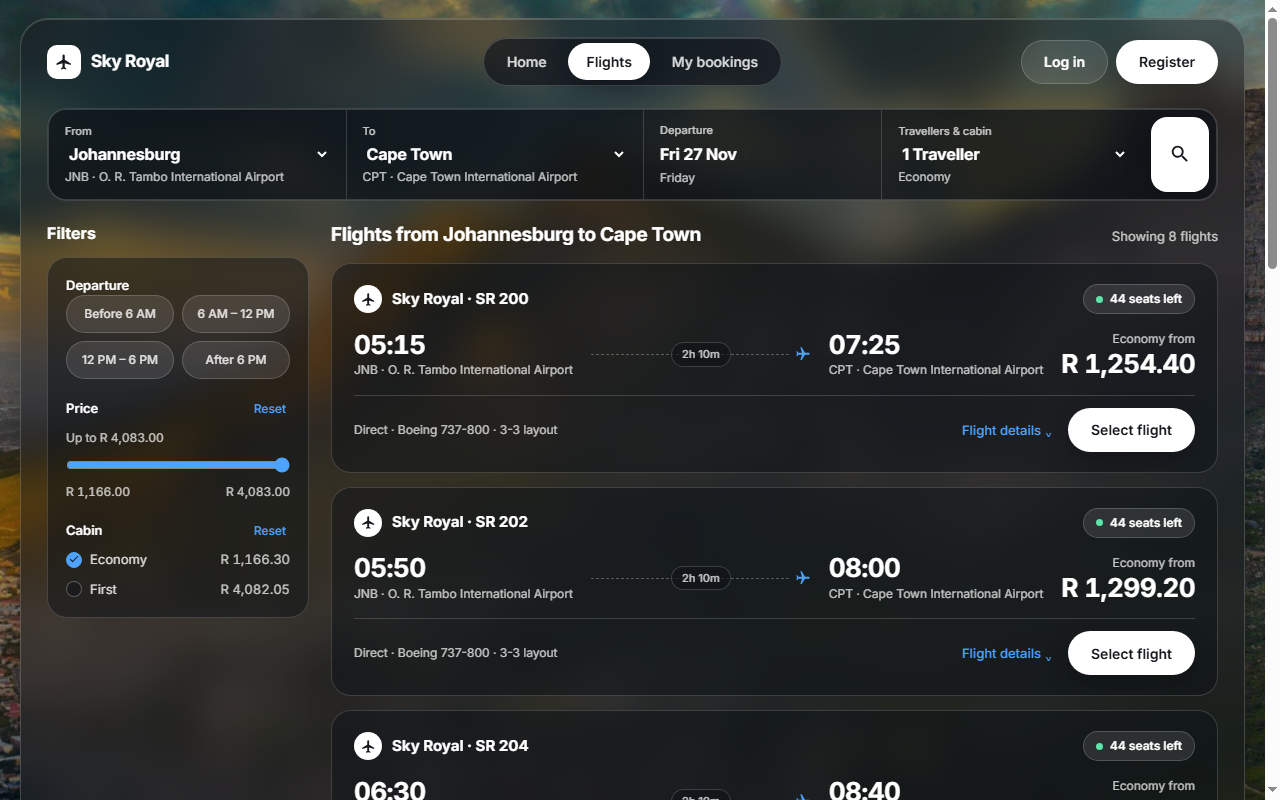 Sky Royal
Home
Flights
My bookings
Log in
Register
From
Johannesburg
JNB · O. R. Tambo International Airport
To
Cape Town
CPT · Cape Town International Airport
Departure
Fri 27 Nov
Friday
Travellers & cabin
1 Traveller
Economy
Filters
Departure
Before 6 AM
6 AM – 12 PM
12 PM – 6 PM
After 6 PM
Price
Reset
Up to R 4,083.00
R 1,166.00
R 4,083.00
Cabin
Reset
Economy
R 1,166.30
First
R 4,082.05
Flights from Johannesburg to Cape Town
Showing 8 flights
Sky Royal · SR 200
44 seats left
05:15
JNB · O. R. Tambo International Airport
2h 10m
07:25
CPT · Cape Town International Airport
Economy from
R 1,254.40
Direct · Boeing 737-800 · 3-3 layout
Flight details
Select flight
Sky Royal · SR 202
44 seats left
05:50
JNB · O. R. Tambo International Airport
2h 10m
08:00
CPT · Cape Town International Airport
Economy from
R 1,299.20
Direct · Boeing 737-800 · 3-3 layout
Flight details
Select flight
Sky Royal · SR 204
44 seats left
06:30
2h 10m
08:40
Economy from